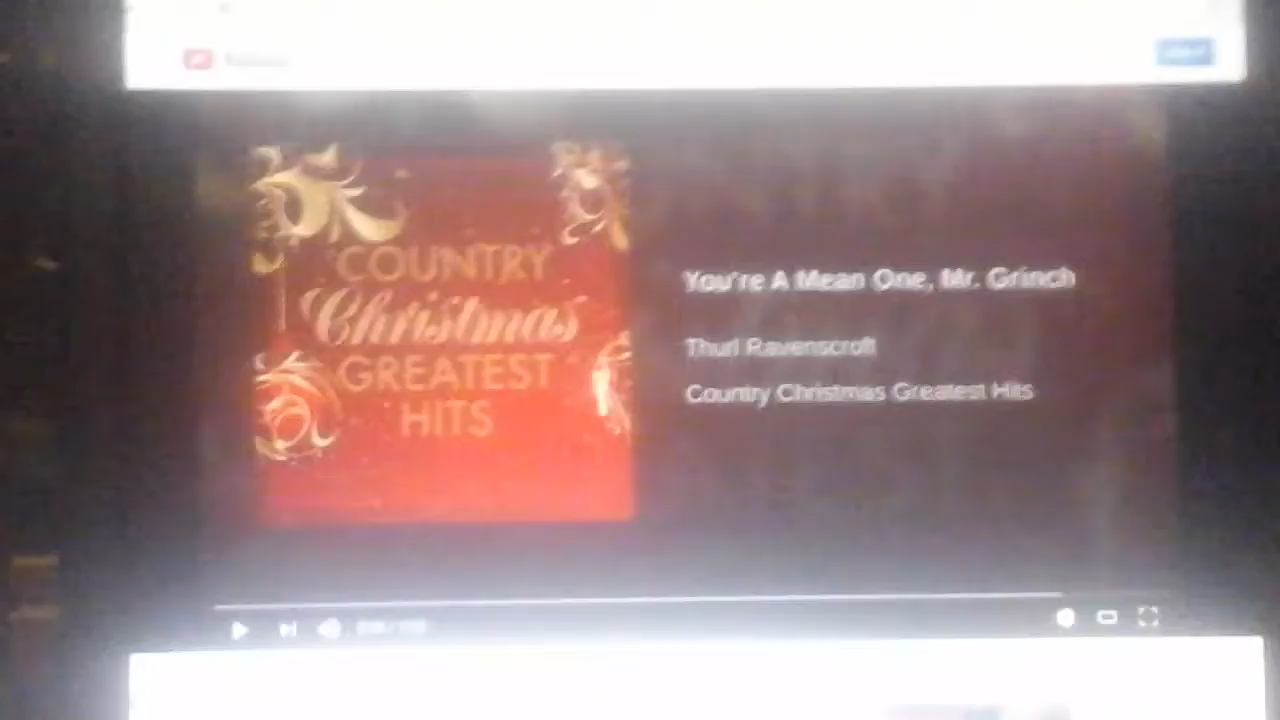 COUNTRY
Christmas
GREATEST
HITS
You're A Mean One, Mr. Grinch
Thurl Ravenscroft
Country Christmas Greatest Hits